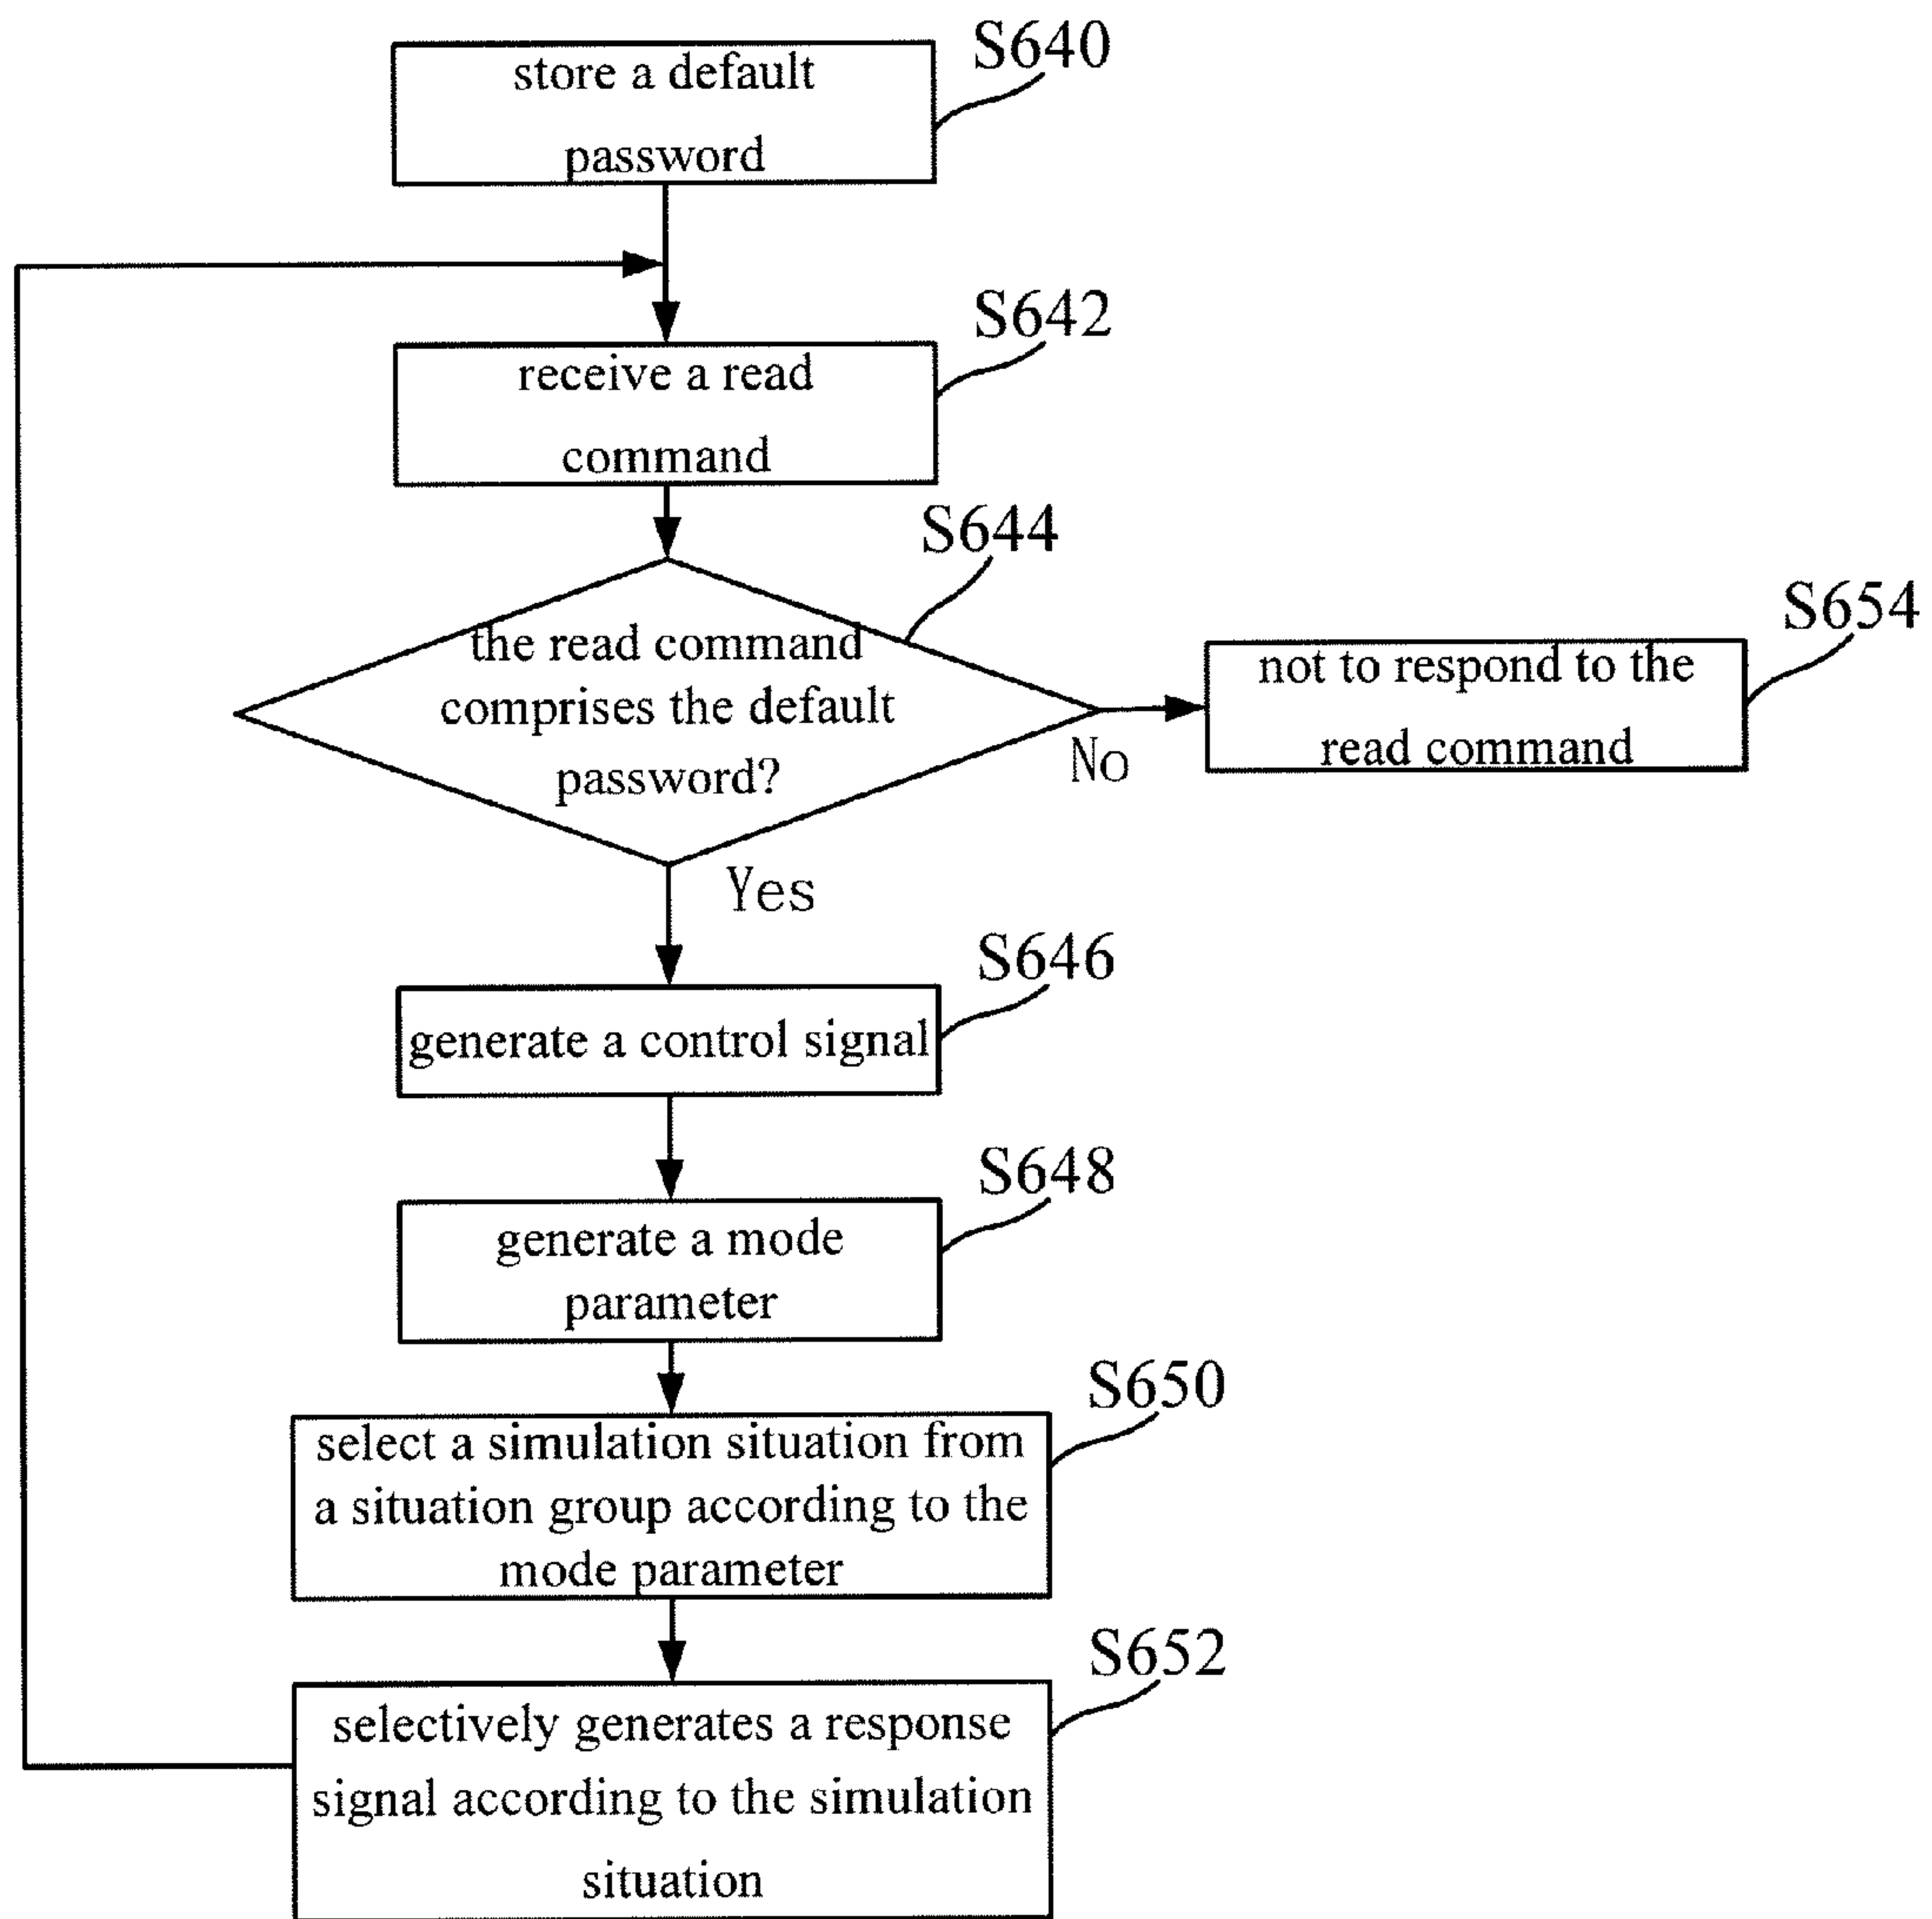 S640
store a default
password
S642
receive a read
command
S644
the read command
comprises the default
password?
S654
not to respond to the
read command
No
Yes
S646
generate a control signal
S648
generate a mode
parameter
S650
select a simulation situation from
a situation group according to the
mode parameter
S652
selectively generates a response
signal according to the simulation
situation